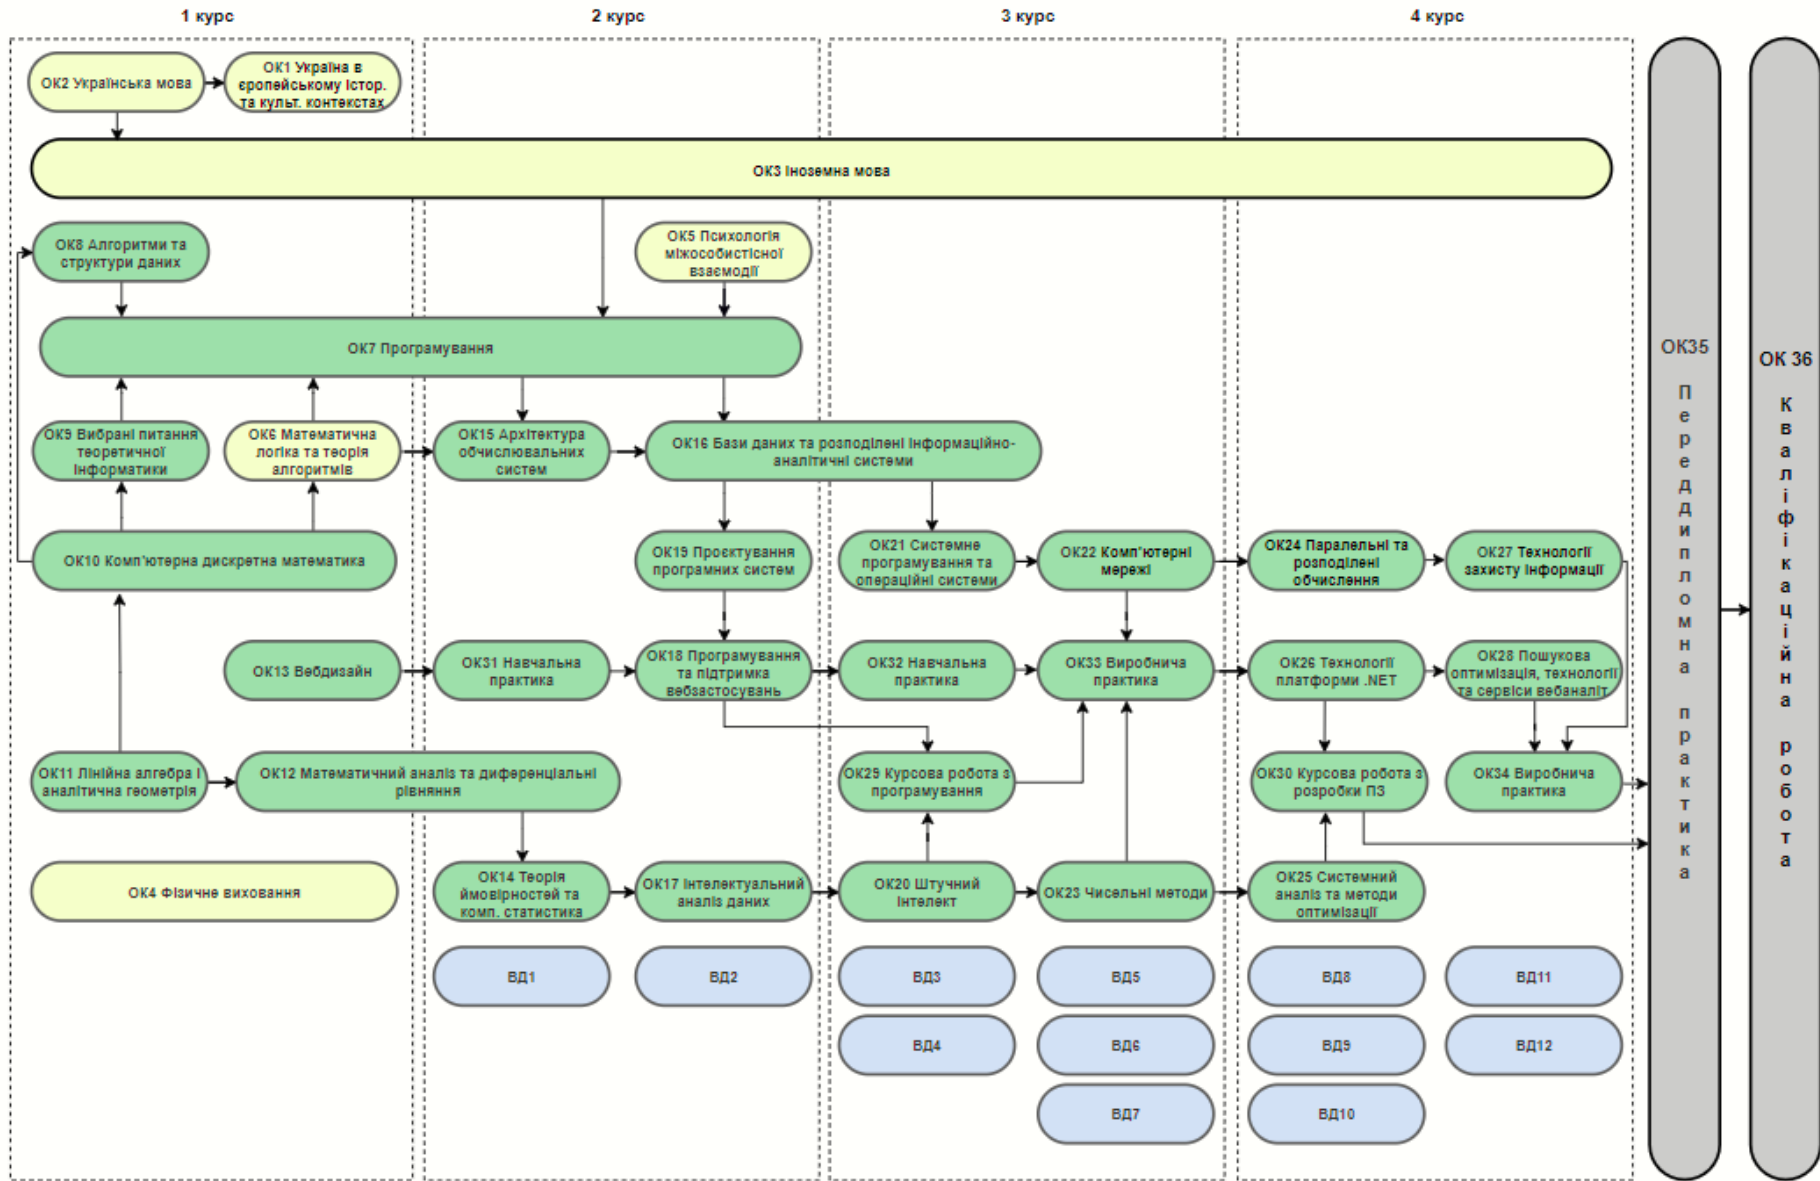 1 курс
2 курс
3 курс
4 курс
ОК2 Українська мова
ОК1 Україна в
європейському істор.
та культ. контекстах
ОК3 Іноземна мова
ОК8 Алгоритми та
структури даних
ОК5 Психологія
міжособистісної
взаємодії
ОК7 Програмування
ОК9 Вибрані питання
теоретичної
інформатики
ОК6 Математична
логіка та теорія
алгоритмів
ОК15 Архітектура
обчислювальних
систем
ОК16 Бази даних та розподілені інформаційно-
аналітичні системи
ОК10 Комп'ютерна дискретна математика
ОК19 Проєктування
програмних систем
ОК21 Системне
програмування та
операційні системи
ОК22 Комп'ютерні
мережі
ОК24 Паралельні та
розподілені
обчислення
ОК27 Технології
захисту інформації
ОК13 Вебдизайн
ОК31 Навчальна
практика
ОК18 Програмування
та підтримка
вебзастосувань
ОК32 Навчальна
практика
ОК33 Виробнича
практика
ОК26 Технології
платформи .NET
ОК28 Пошукова
оптимізація, технології
та сервіси вебаналіт.
ОК11 Лінійна алгебра і
аналітична геометрія
ОК12 Математичний аналіз та диференціальні
рівняння
ОК29 Курсова робота з
програмування
ОК30 Курсова робота з
розробки ПЗ
ОК34 Виробнича
практика
ОК4 Фізичне виховання
ОК14 Теорія
ймовірностей та
комп. статистика
ОК17 Інтелектуальний
аналіз даних
ОК20 Штучний
інтелект
ОК23 Чисельні методи
ОК25 Системний
аналіз та методи
оптимізації
ВД1
ВД2
ВД3
ВД5
ВД8
ВД11
ВД4
ВД6
ВД9
ВД12
ВД7
ВД10
ОК35
Переддипломна практика
ОК 36
Кваліфікаційна робота